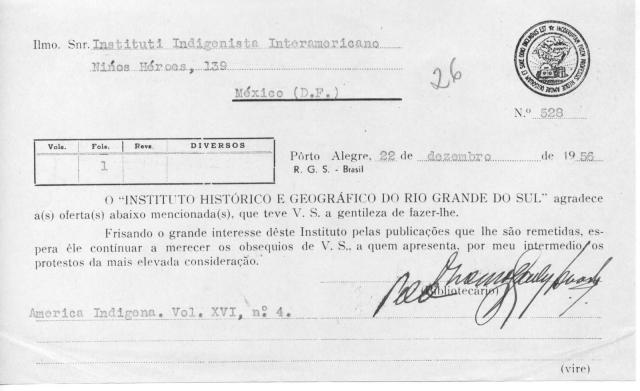 Ilmo. Snr. Instituti Indigenista Interamericano
Niños Héroes, 139
México (D.F.)
26
N.º 528
Vols. Fols. Revs. DIVERSOS
1
Pôrto Alegre, 22 de dezembro de 1956
R. G. S. - Brasil
O "INSTITUTO HISTÓRICO E GEOGRÁFICO DO RIO GRANDE DO SUL" agradece
a(s) oferta(s) abaixo mencionada(s), que teve V. S. a gentileza de fazer-lhe.
Frisando o grande interesse dêste Instituto pelas publicações que lhe são remetidas, es-
pera êle continuar a merecer os obsequios de V. S., a quem apresenta, por meu intermedio os
protestos da mais elevada consideração.
(Bibliotecário)
America Indigena. Vol. XVI, nº 4.
(vire)